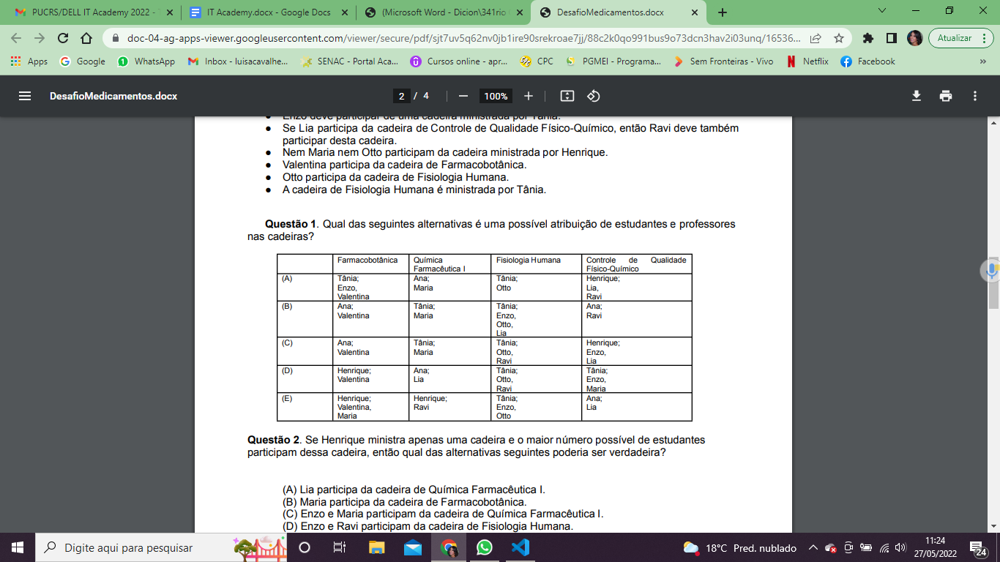 PUCRS/DELL IT Academy 2022 -
IT Academy.docx - Google Docs
(Microsoft Word - Dicion\341rio
DesafioMedicamentos.docx
doc-04-ag-apps-viewer.googleusercontent.com/viewer/secure/pdf/sjt7uv5q62nv0jb1ire90srekroae7jj/88c2k0qo991bus9o73dcn3hav2i03unq/16536...
Atualizar
Apps
Google
WhatsApp
Inbox - luisacavalhe...
SENAC - Portal Aca...
Cursos online - apr...
CPC
PGMEI - Programa...
Sem Fronteiras - Vivo
Netflix
Facebook
»
DesafioMedicamentos.docx
2 / 4
100%
Enzo deve participar de uma cadeira ministrada por Tânia.
● Se Lia participa da cadeira de Controle de Qualidade Físico-Químico, então Ravi deve também
participar desta cadeira.
● Nem Maria nem Otto participam da cadeira ministrada por Henrique.
● Valentina participa da cadeira de Farmacobotânica.
● Otto participa da cadeira de Fisiologia Humana.
● A cadeira de Fisiologia Humana é ministrada por Tânia.
Questão 1. Qual das seguintes alternativas é uma possível atribuição de estudantes e professores
nas cadeiras?
Farmacobotânica
Química
Farmacêutica I
Fisiologia Humana
Controle de Qualidade
Físico-Químico
(A)
Tânia;
Enzo,
Valentina
Ana;
Maria
Tânia;
Otto
Henrique;
Lia,
Ravi
(B)
Ana;
Valentina
Tânia;
Maria
Tânia;
Enzo,
Otto,
Lia
Ana;
Ravi
(C)
Ana;
Valentina
Tânia;
Maria
Tânia;
Otto,
Ravi
Henrique;
Enzo,
Lia
(D)
Henrique;
Valentina
Ana;
Lia
Tânia;
Otto,
Ravi
Tânia;
Enzo,
Maria
(E)
Henrique;
Valentina,
Maria
Henrique;
Ravi
Tânia;
Enzo,
Otto
Ana;
Lia
Questão 2. Se Henrique ministra apenas uma cadeira e o maior número possível de estudantes
participam dessa cadeira, então qual das alternativas seguintes poderia ser verdadeira?
(A) Lia participa da cadeira de Química Farmacêutica I.
(B) Maria participa da cadeira de Farmacobotânica.
(C) Enzo e Maria participam da cadeira de Química Farmacêutica I.
(D) Enzo e Ravi participam da cadeira de Fisiologia Humana.
Digite aqui para pesquisar
18°C Pred. nublado
11:24
27/05/2022
24